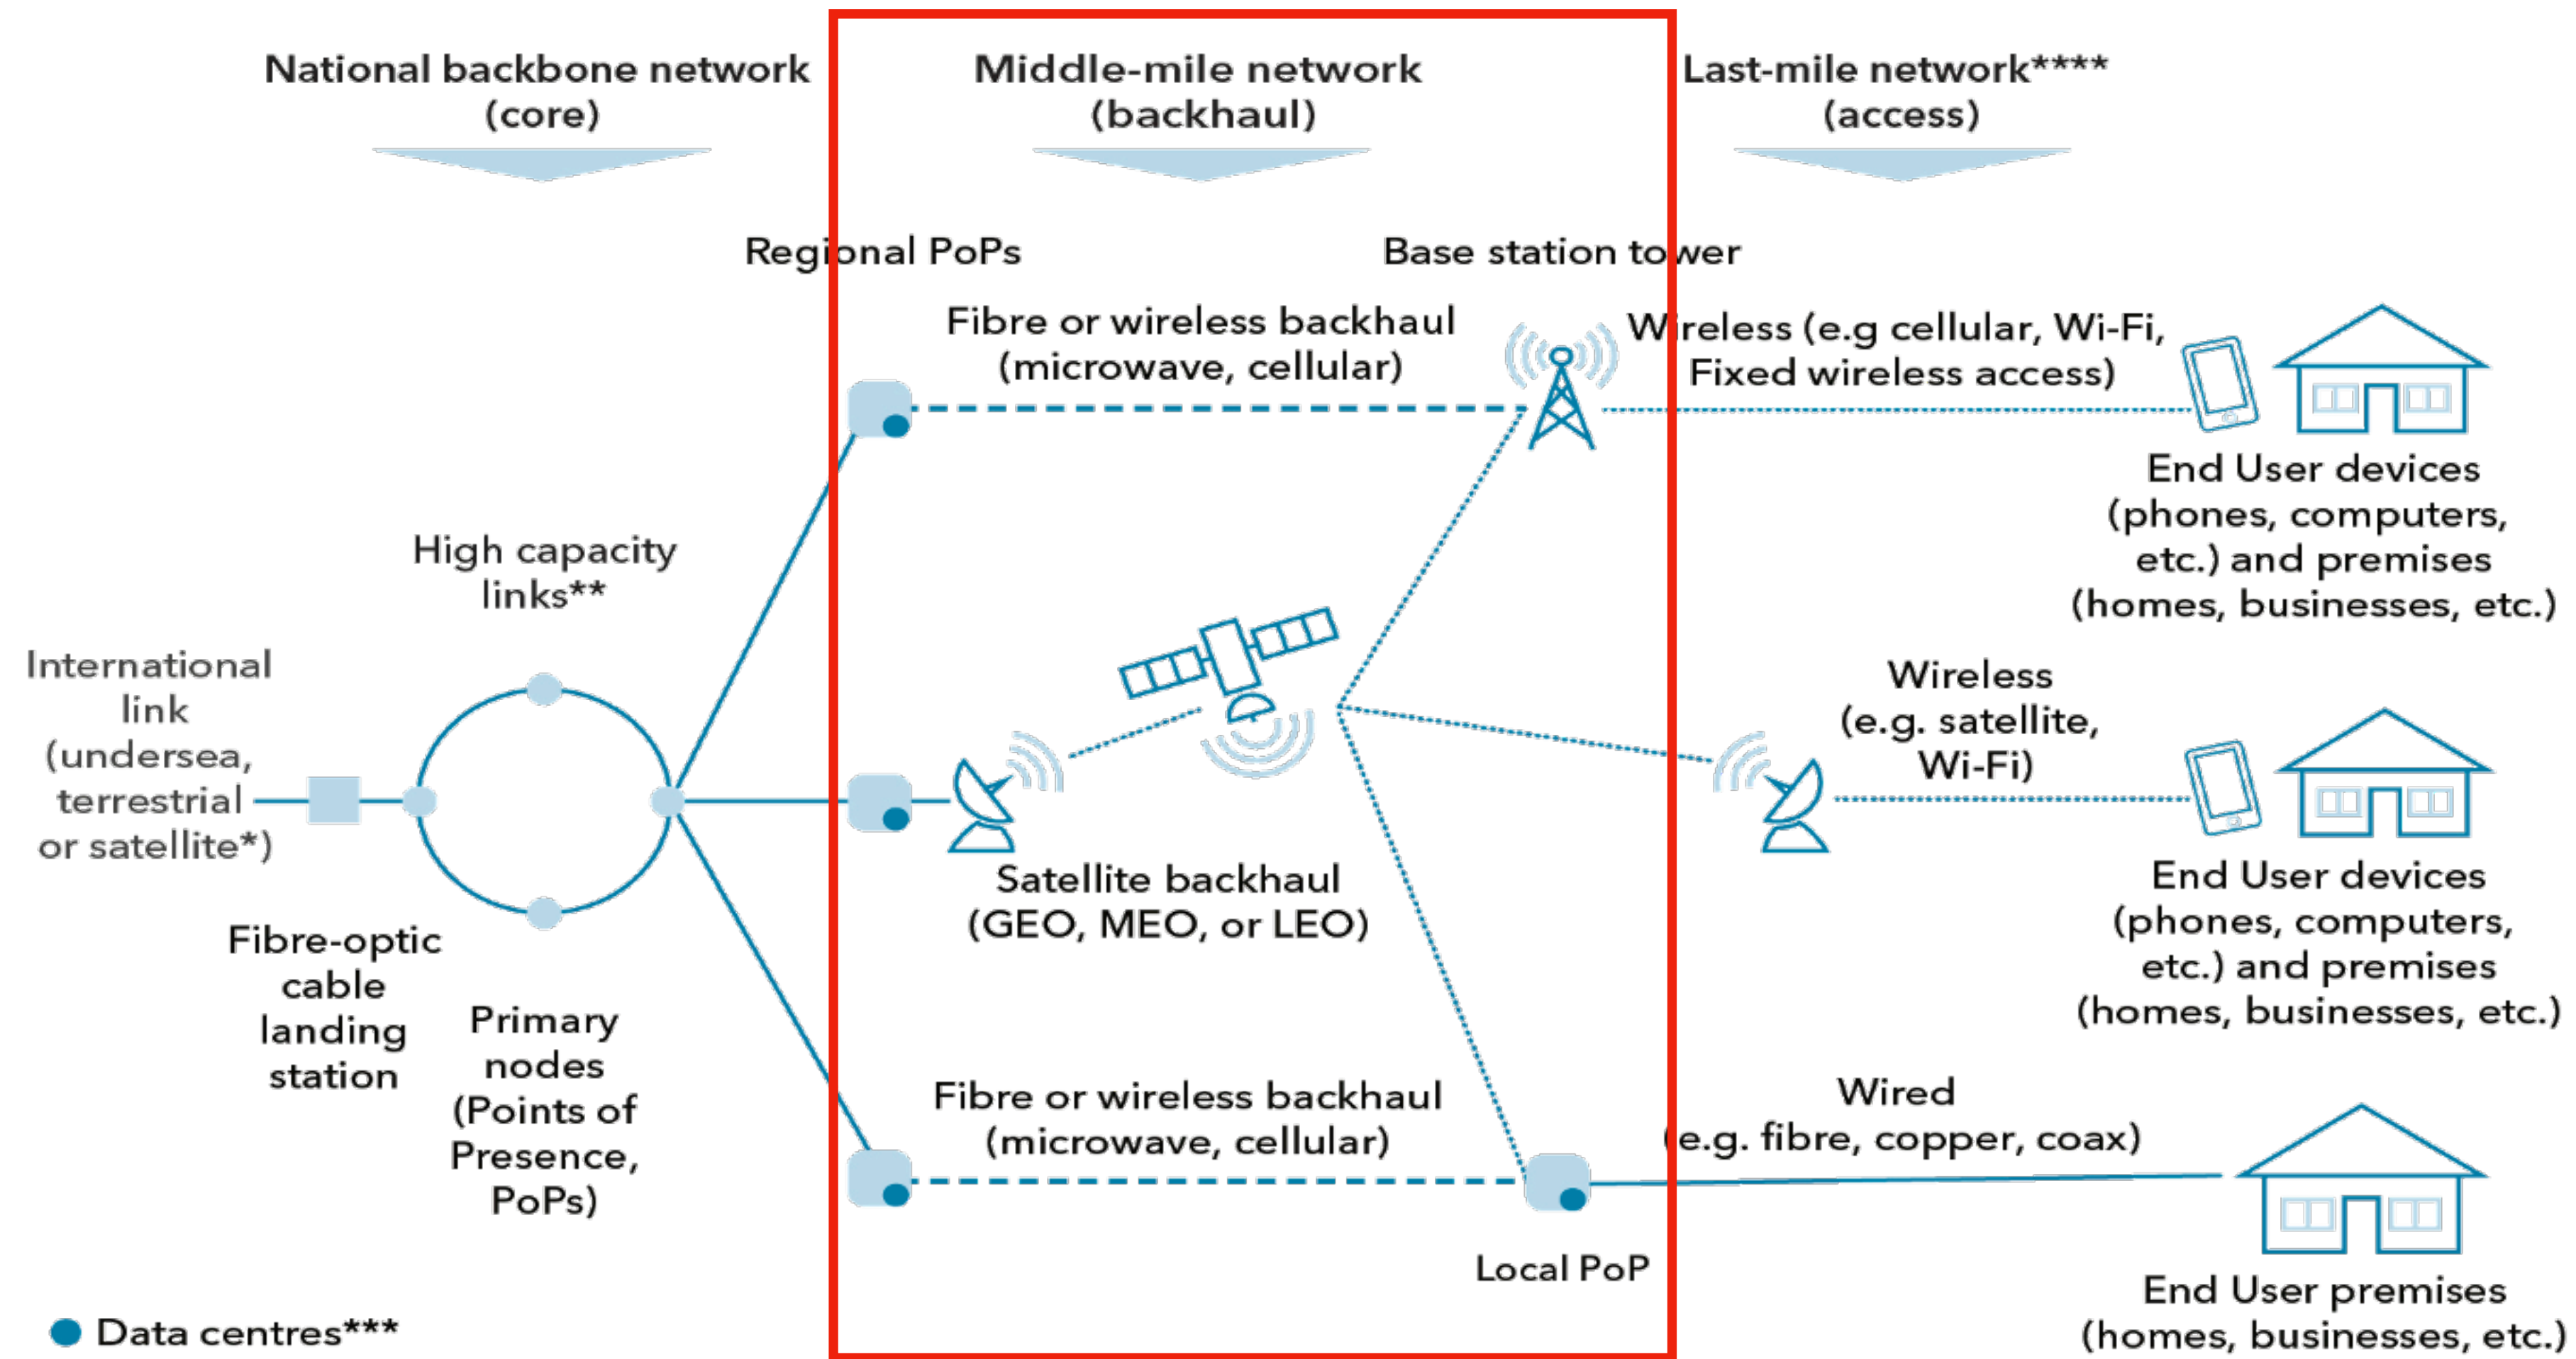 National backbone network
(core)
Middle-mile network
(backhaul)
Last-mile network****
(access)
Regional PoPs
Base station tower
Fibre or wireless backhaul
(microwave, cellular)
Wireless (e.g cellular, Wi-Fi,
Fixed wireless access)
End User devices
(phones, computers,
etc.) and premises
(homes, businesses, etc.)
High capacity
links**
International
link
(undersea,
terrestrial
or satellite*)
Wireless
(e.g. satellite,
Wi-Fi)
Satellite backhaul
(GEO, MEO, or LEO)
End User devices
(phones, computers,
etc.) and premises
(homes, businesses, etc.)
Fibre-optic
cable
landing
station
Primary
nodes
(Points of
Presence,
PoPs)
Fibre or wireless backhaul
(microwave, cellular)
Wired
(e.g. fibre, copper, coax)
Local PoP
End User premises
(homes, businesses, etc.)
Data centres***